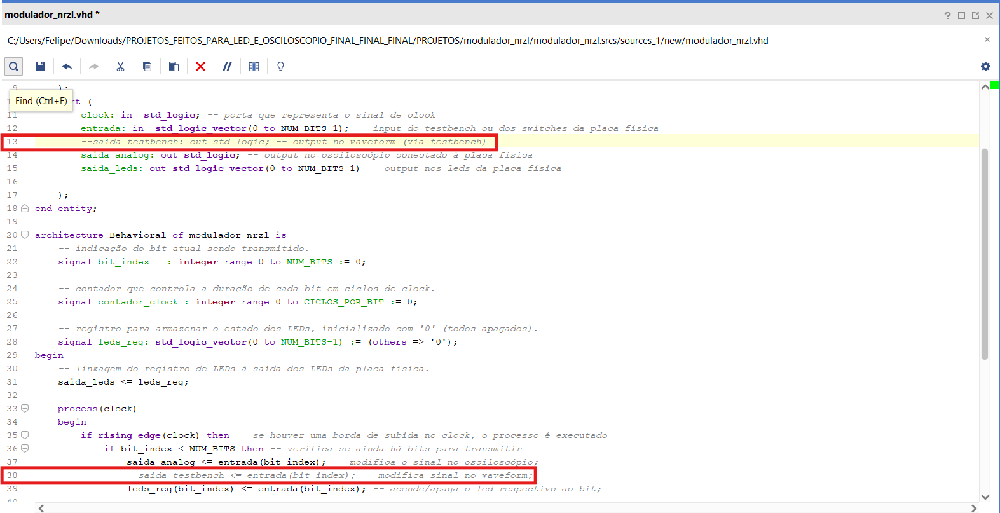 modulador_nrzl.vhd *
C:/Users/Felipe/Downloads/PROJETOS_FEITOS_PARA_LED_E_OSCILOSCOPIO_FINAL_FINAL_FINAL/PROJETOS/modulador_nrzl/modulador_nrzl.srcs/sources_1/new/modulador_nrzl.vhd
9 );
Find (Ctrl+F)
rt (
11 clock: in std_logic; -- porta que representa o sinal de clock
12 entrada: in std_logic_vector(0 to NUM_BITS-1); -- input do testbench ou dos switches da placa física
13 --saida_testbench: out std_logic; -- output no waveform (via testbench)
14 saida_analog: out std_logic; -- output no osciloscópio conectado à placa física
15 saida_leds: out std_logic_vector(0 to NUM_BITS-1) -- output nos leds da placa física
16
17 );
18 end entity;
19
20 architecture Behavioral of modulador_nrzl is
21 -- indicação do bit atual sendo transmitido.
22 signal bit_index : integer range 0 to NUM_BITS := 0;
23
24 -- contador que controla a duração de cada bit em ciclos de clock.
25 signal contador_clock : integer range 0 to CICLOS_POR_BIT := 0;
26
27 -- registro para armazenar o estado dos LEDs, inicializado com '0' (todos apagados).
28 signal leds_reg: std_logic_vector(0 to NUM_BITS-1) := (others => '0');
29 begin
30 -- linkagem do registro de LEDs à saída dos LEDs da placa física.
31 saida_leds <= leds_reg;
32
33 process(clock)
34 begin
35 if rising_edge(clock) then -- se houver uma borda de subida no clock, o processo é executado
36 if bit_index < NUM_BITS then -- verifica se ainda há bits para transmitir
37 saida_analog <= entrada(bit_index); -- modifica o sinal no osciloscópio;
38 --saida_testbench <= entrada(bit_index); -- modifica sinal no waveform;
39 leds_reg(bit_index) <= entrada(bit_index); -- acende/apaga o led respectivo ao bit;
40